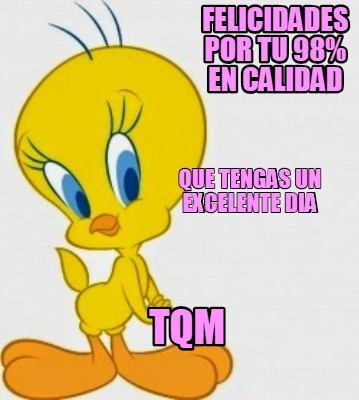 FELICIDADES
POR TU 98%
EN CALIDAD
QUE TENGAS UN
EXCELENTE DIA
TQM